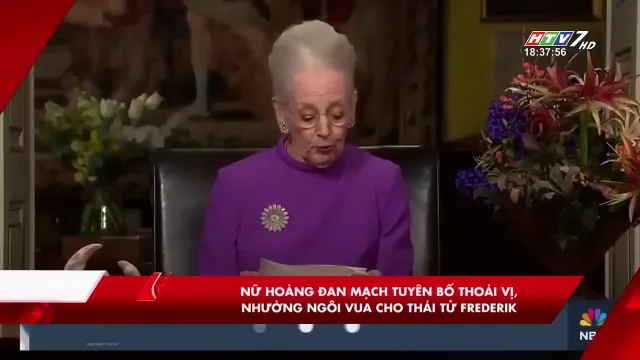 HTV7 HD
18:37:56
NỮ HOÀNG ĐAN MẠCH TUYÊN BỐ THOÁI VỊ,
NHƯỜNG NGÔI VUA CHO THÁI TỬ FREDERIK